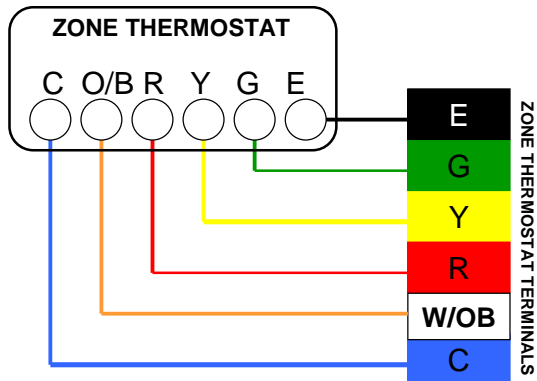 ZONE THERMOSTAT
C O/B R Y G E
E
G
Y
R
W/OB
C
ZONE THERMOSTAT TERMINALS